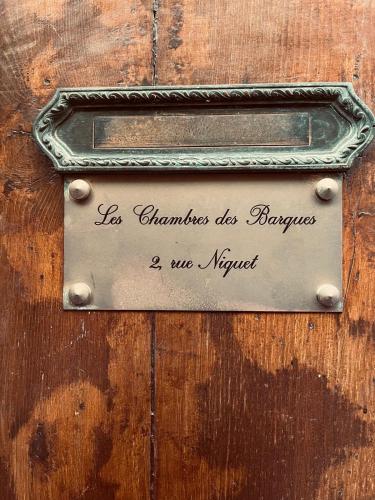 Les Chambres des Barques
2, rue Niquet